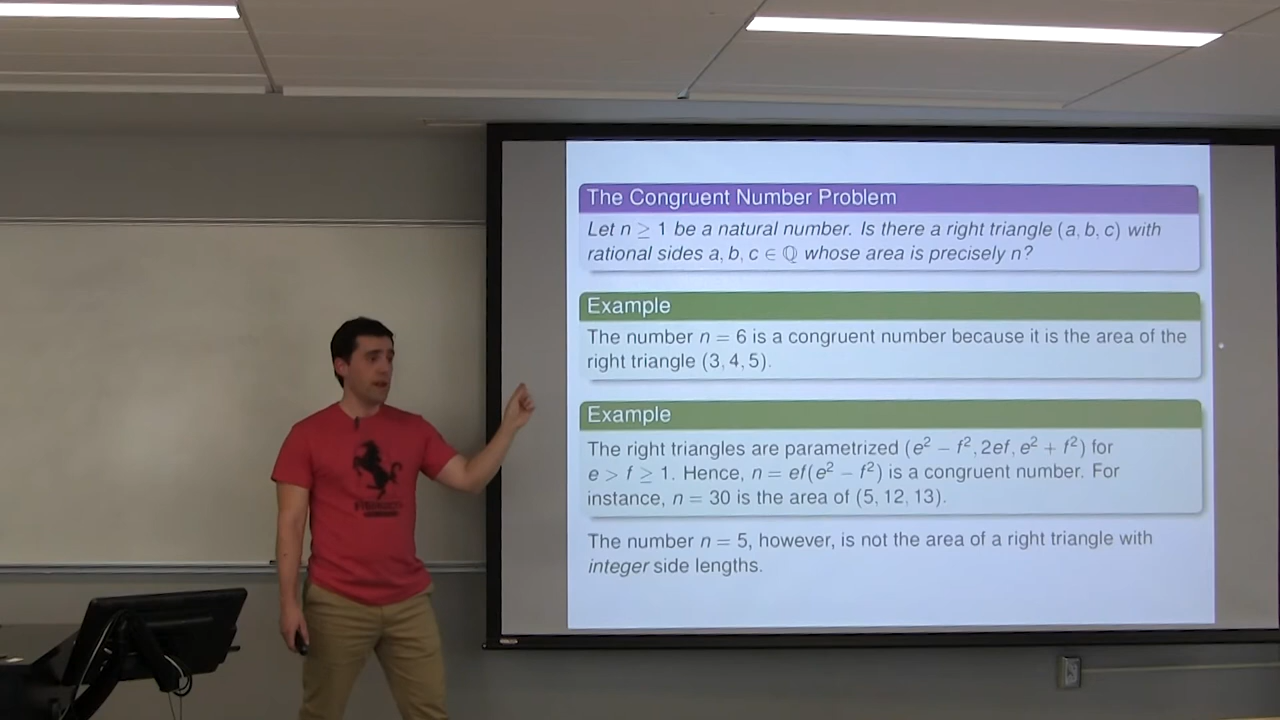 The Congruent Number Problem
Let n ≥ 1 be a natural number. Is there a right triangle (a, b, c) with
rational sides a, b, c ∈ ℚ whose area is precisely n?
Example
The number n = 6 is a congruent number because it is the area of the
right triangle (3, 4, 5).
Example
The right triangles are parametrized (e² − f², 2ef, e² + f²) for
e > f ≥ 1. Hence, n = ef(e² − f²) is a congruent number. For
instance, n = 30 is the area of (5, 12, 13).
The number n = 5, however, is not the area of a right triangle with
integer side lengths.